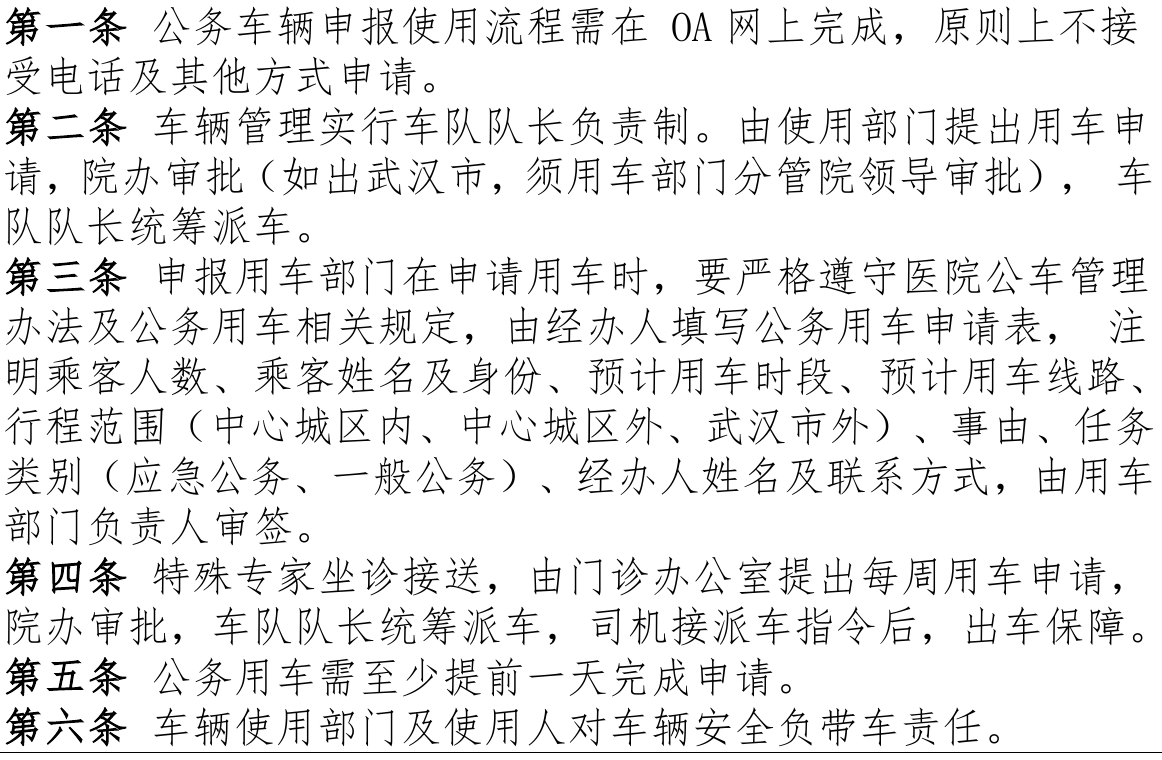 第一条 公务车辆申报使用流程需在 OA 网上完成，原则上不接
受电话及其他方式申请。
第二条 车辆管理实行车队队长负责制。由使用部门提出用车申
请，院办审批（如出武汉市，须用车部门分管院领导审批）， 车
队队长统筹派车。
第三条 申报用车部门在申请用车时，要严格遵守医院公车管理
办法及公务用车相关规定，由经办人填写公务用车申请表， 注
明乘客人数、乘客姓名及身份、预计用车时段、预计用车线路、
行程范围（中心城区内、中心城区外、武汉市外）、事由、任务
类别（应急公务、一般公务）、经办人姓名及联系方式，由用车
部门负责人审签。
第四条 特殊专家坐诊接送，由门诊办公室提出每周用车申请，
院办审批，车队队长统筹派车，司机接派车指令后，出车保障。
第五条 公务用车需至少提前一天完成申请。
第六条 车辆使用部门及使用人对车辆安全负带车责任。